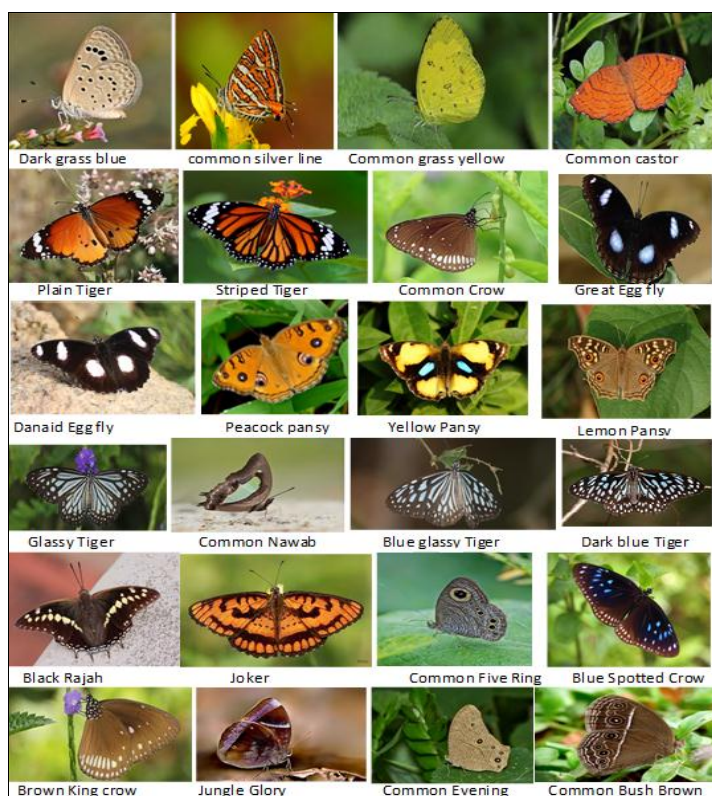 Dark grass blue
common silver line
Common grass yellow
Common castor
Plain Tiger
Striped Tiger
Common Crow
Great Egg fly
Danaid Egg fly
Peacock pansy
Yellow Pansy
Lemon Pansy
Glassy Tiger
Common Nawab
Blue glassy Tiger
Dark blue Tiger
Black Rajah
Joker
Common Five Ring
Blue Spotted Crow
Brown King crow
Jungle Glory
Common Evening
Common Bush Brown